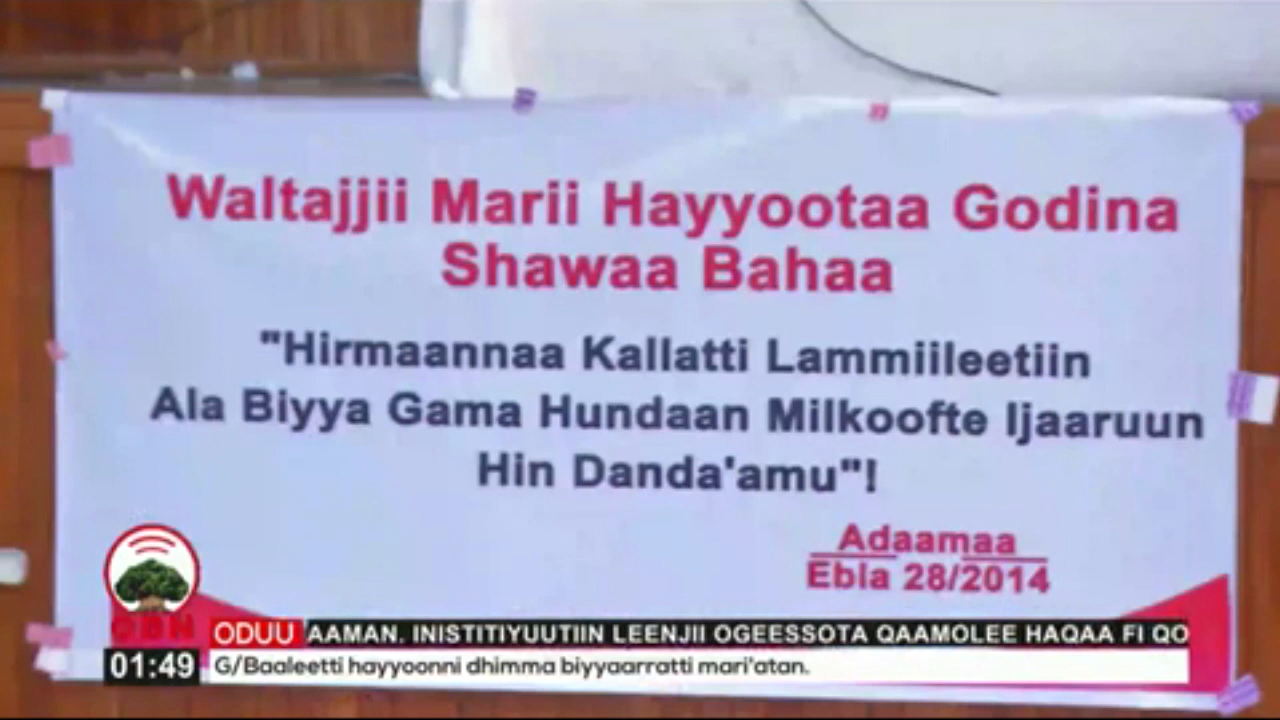 Waltajjii Marii Hayyootaa Godina
Shawaa Bahaa
"Hirmaannaa Kallatti Lammiileetiin
Ala Biyya Gama Hundaan Milkoofte Ijaaruun
Hin Danda'amu"!
Adaamaa
Ebla 28/2014
OBN
ODUU AAMAN. INISTITIYUUTIIN LEENJII OGEESSOTA QAAMOLEE HAQAA FI QO
01:49 G/Baaleetti hayyoonni dhimma biyyaarratti mari'atan.